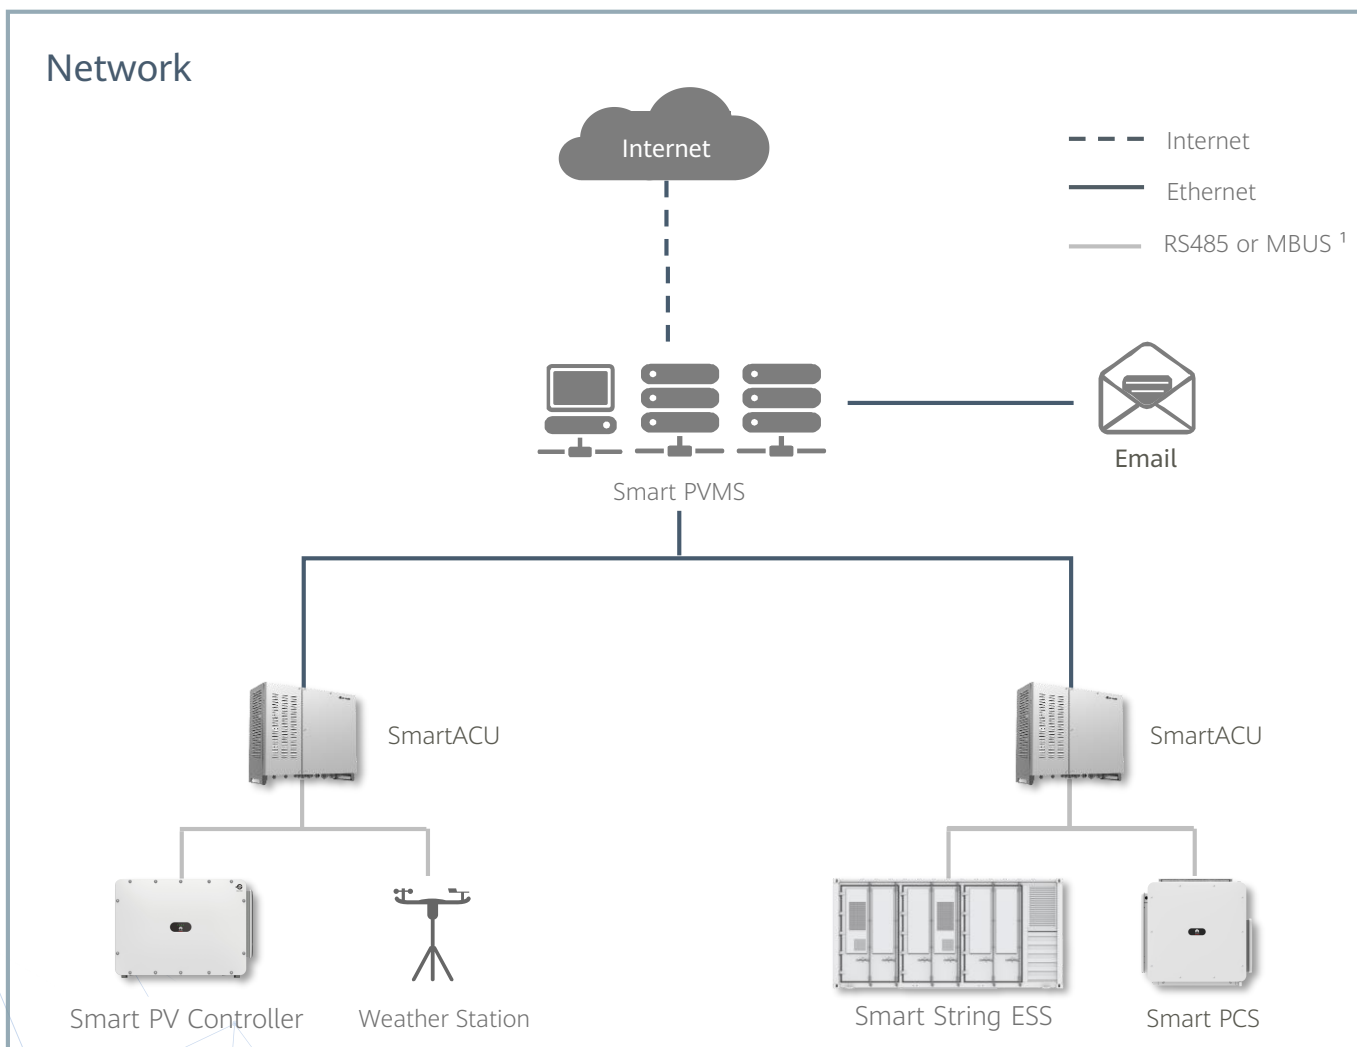 Network
Internet
Internet
Ethernet
RS485 or MBUS ¹
Email
Smart PVMS
SmartACU
SmartACU
Smart PV Controller
Weather Station
Smart String ESS
Smart PCS